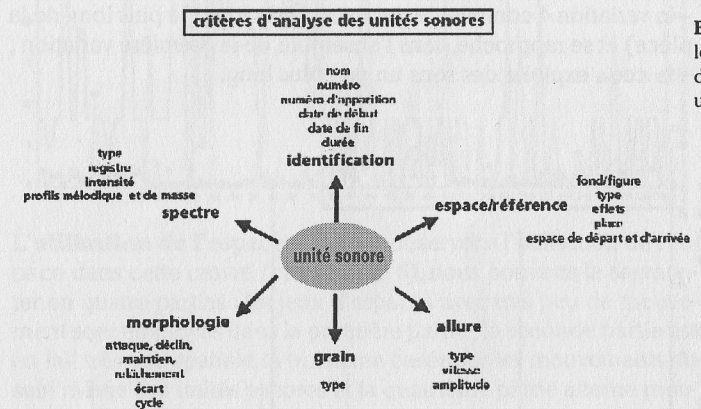 critères d'analyse des unités sonores
nom
numéro
numéro d'apparition
date de début
date de fin
durée
identification
type
registre
intensité
profils mélodique et de masse
spectre
espace/référence
fond/figure
type
effets
place
espace de départ et d'arrivée
unité sonore
morphologie
attaque, déclin,
maintien,
relâchement
écart
cycle
grain
type
allure
type
vitesse
amplitude